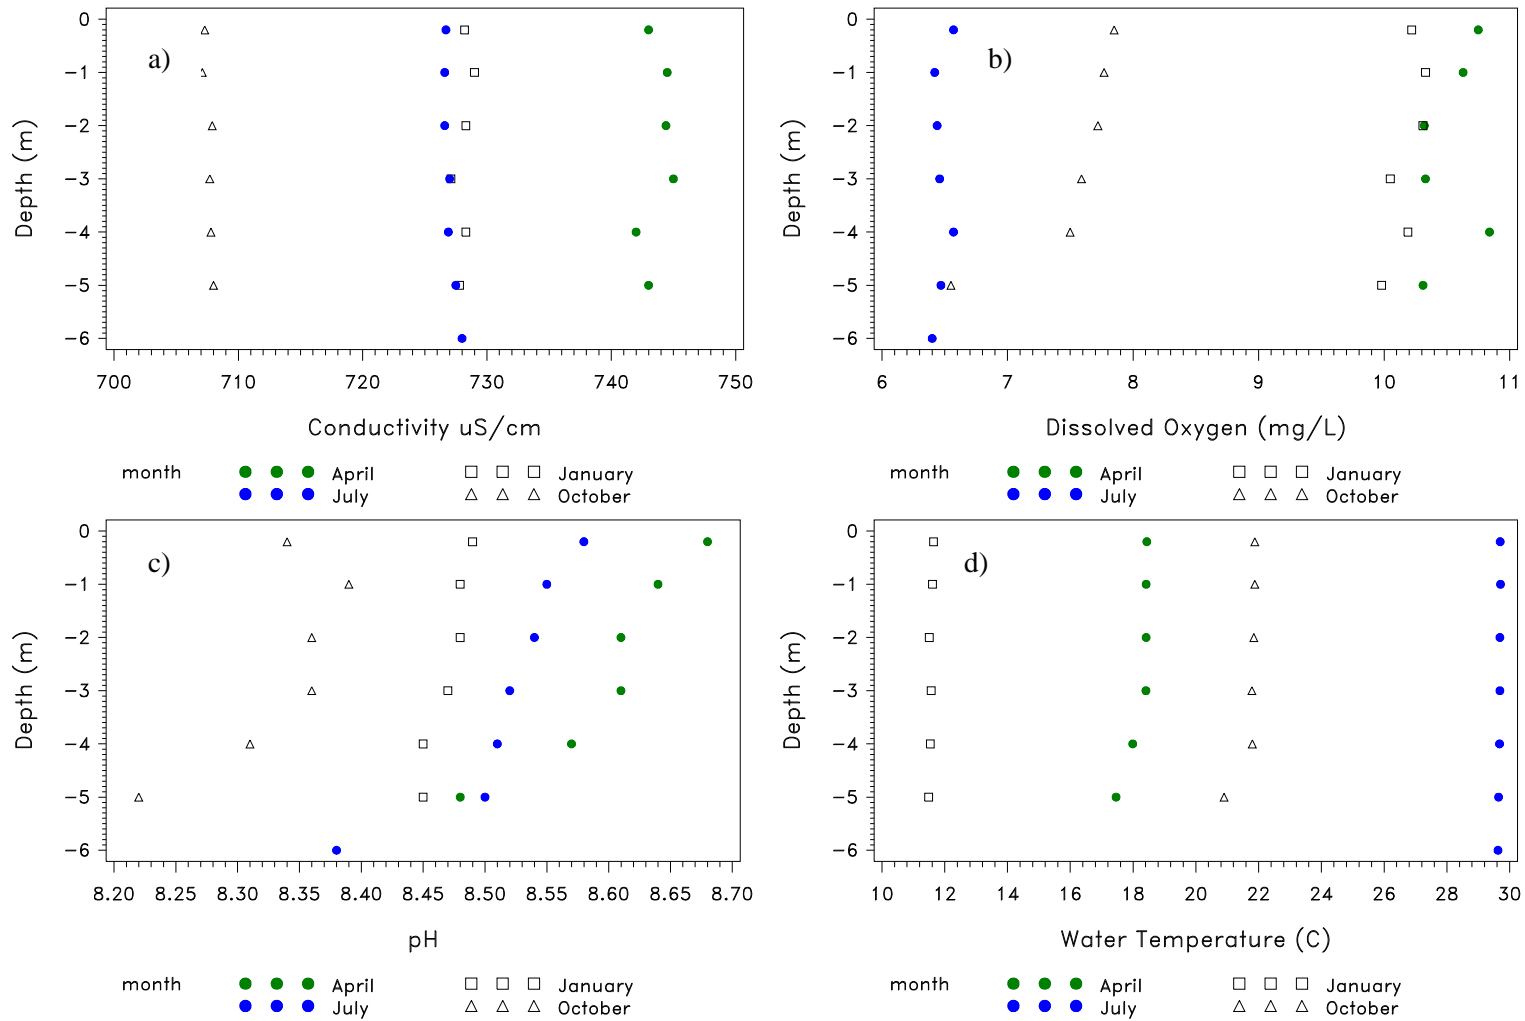 a)
Depth (m)
0
−1
−2
−3
−4
−5
−6
700 710 720 730 740 750
Conductivity uS/cm
month April January
July October
b)
Depth (m)
0
−1
−2
−3
−4
−5
−6
6 7 8 9 10 11
Dissolved Oxygen (mg/L)
month April January
July October
c)
Depth (m)
0
−1
−2
−3
−4
−5
−6
8.20 8.25 8.30 8.35 8.40 8.45 8.50 8.55 8.60 8.65 8.70
pH
month April January
July October
d)
Depth (m)
0
−1
−2
−3
−4
−5
−6
10 12 14 16 18 20 22 24 26 28 30
Water Temperature (C)
month April January
July October